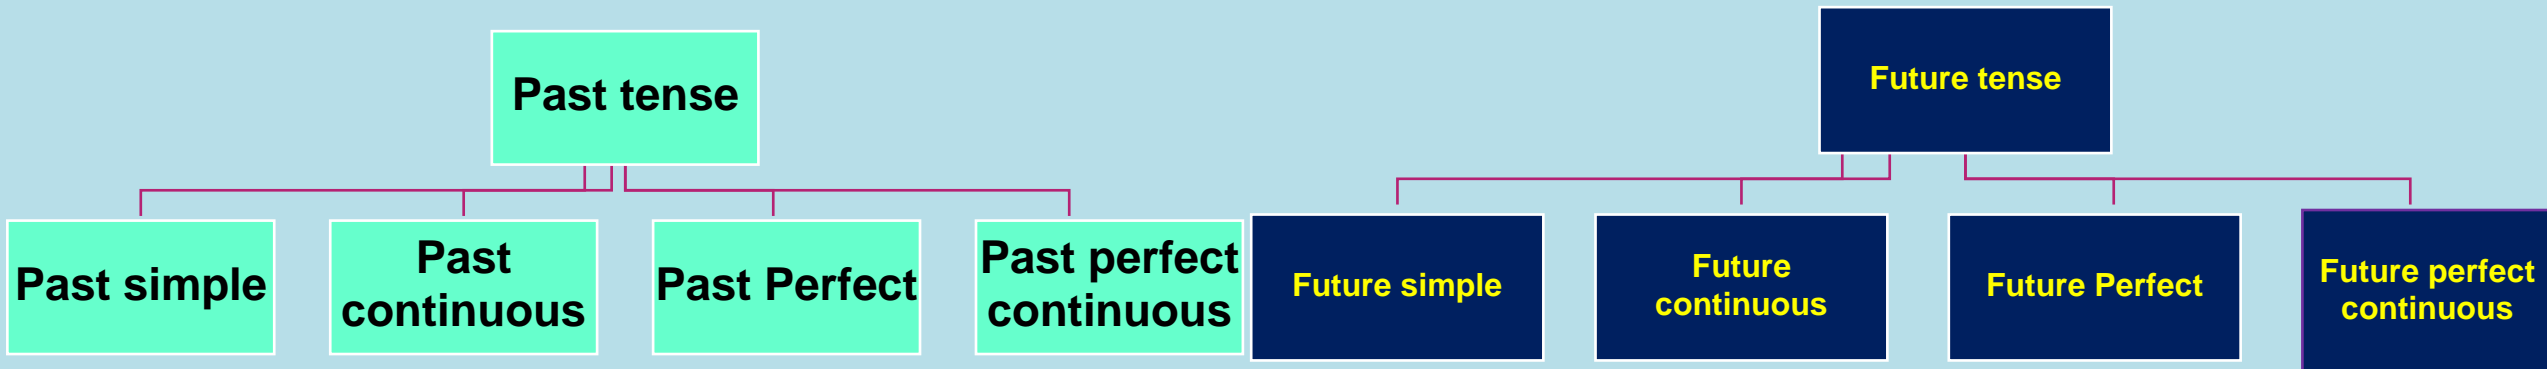 Past tense
Past simple
Past
continuous
Past Perfect
Past perfect
continuous
Future tense
Future simple
Future
continuous
Future Perfect
Future perfect
continuous